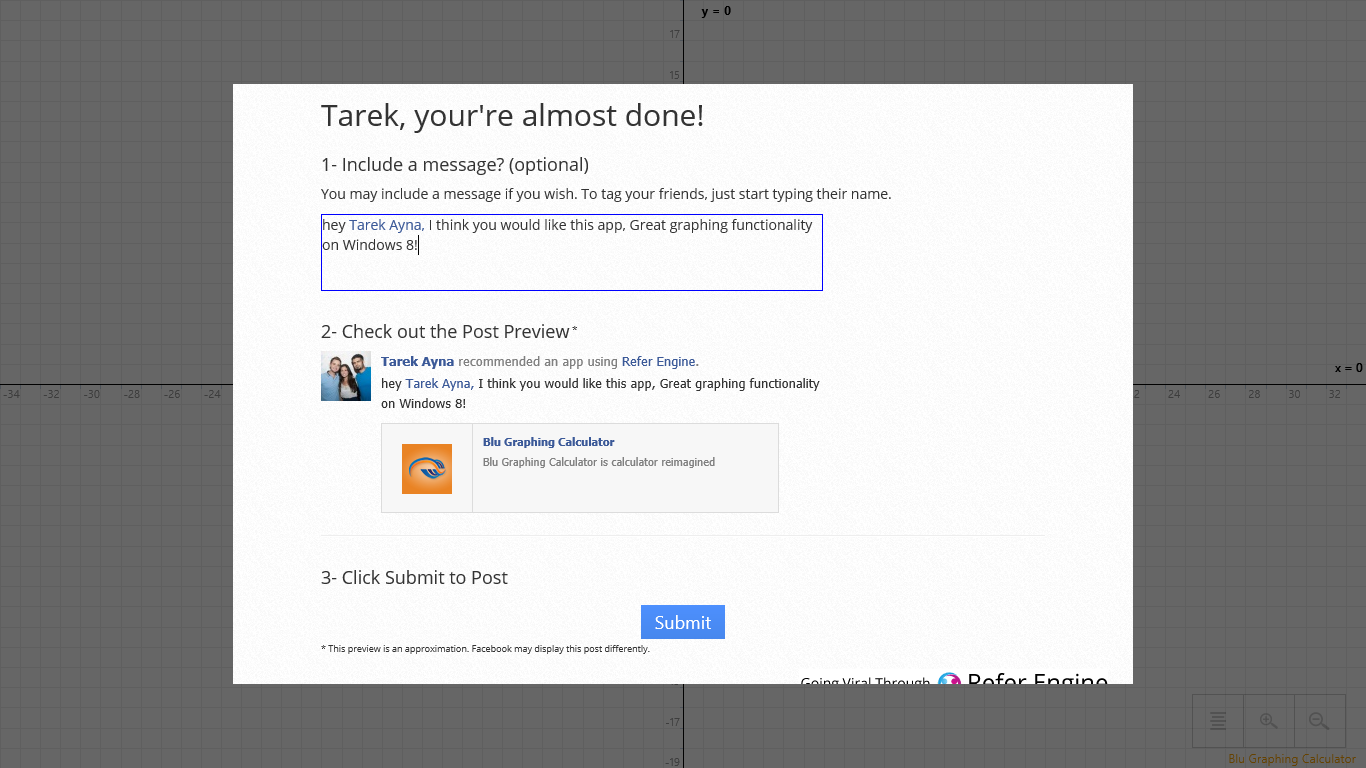 y = 0
17
15
Tarek, your're almost done!
1- Include a message? (optional)
You may include a message if you wish. To tag your friends, just start typing their name.
hey Tarek Ayna, I think you would like this app, Great graphing functionality
on Windows 8!
2- Check out the Post Preview*
Tarek Ayna recommended an app using Refer Engine.
hey Tarek Ayna, I think you would like this app, Great graphing functionality
on Windows 8!
x = 0
-34 -32 -30 -28 -26 -24 2 24 26 28 30 32
Blu Graphing Calculator
Blu Graphing Calculator is calculator reimagined
3- Click Submit to Post
Submit
* This preview is an approximation. Facebook may display this post differently.
Going Viral Through Refer Engine
-17
-19
Blu Graphing Calculator